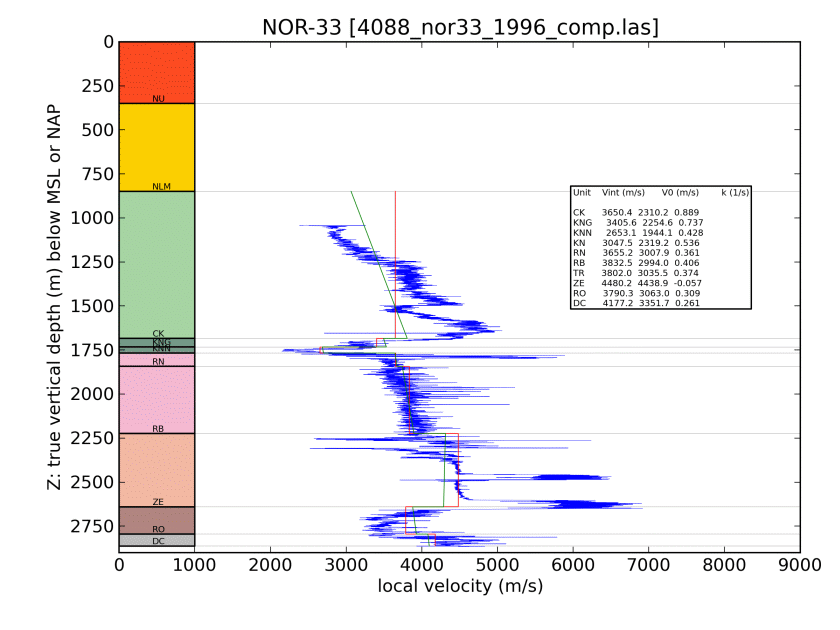 NOR-33 [4088_nor33_1996_comp.las]
Z: true vertical depth (m) below MSL or NAP
0
250
500
750
1000
1250
1500
1750
2000
2250
2500
2750
NU
NLM
CK
KNG
KNN
RN
RB
ZE
RO
DC
Unit Vint (m/s) V0 (m/s) k (1/s)
CK 3650.4 2310.2 0.889
KNG 3405.6 2254.6 0.737
KNN 2653.1 1944.1 0.428
KN 3047.5 2319.2 0.536
RN 3655.2 3007.9 0.361
RB 3832.5 2994.0 0.406
TR 3802.0 3035.5 0.374
ZE 4480.2 4438.9 -0.057
RO 3790.3 3063.0 0.309
DC 4177.2 3351.7 0.261
0 1000 2000 3000 4000 5000 6000 7000 8000 9000
local velocity (m/s)